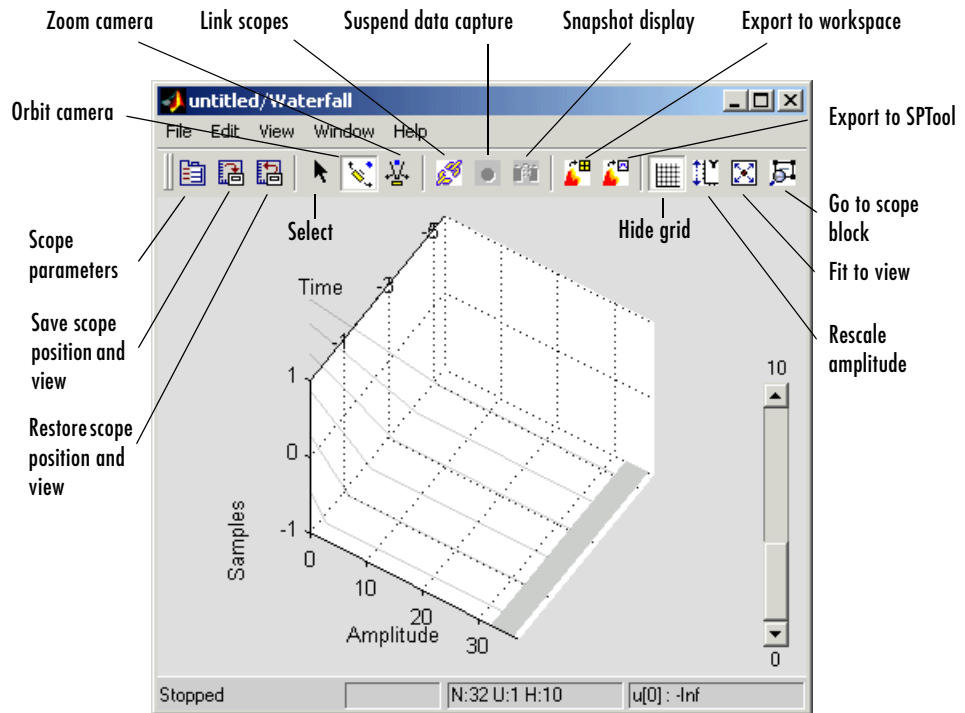 Zoom camera
Link scopes
Suspend data capture
Snapshot display
Export to workspace
Orbit camera
untitled/Waterfall
Export to SPTool
File Edit View Window Help
Select
Hide grid
Go to scope
block
Scope
parameters
Fit to view
Save scope
position and
view
Rescale
amplitude
Restore scope
position and
view
-5
Time
-3
-1
1
0
-1
Samples
0
10
20
30
Amplitude
10
0
Stopped
N:32 U:1 H:10
u[0] : -Inf